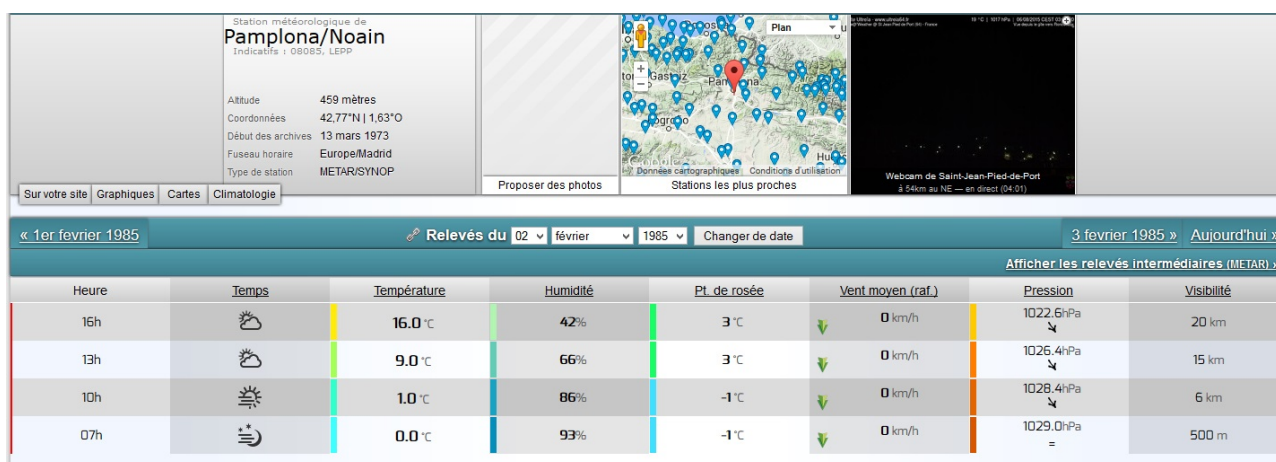 Station météorologique de
Pamplona/Noain
Indicatifs : 08085, LEPP
Altitude 459 mètres
Coordonnées 42,77°N | 1,63°O
Début des archives 13 mars 1973
Fuseau horaire Europe/Madrid
Type de station METAR/SYNOP
Sur votre site Graphiques Cartes Climatologie
Proposer des photos
Plan
Pamplona
Données cartographiques Conditions d'utilisation
Stations les plus proches
Webcam de Saint-Jean-Pied-de-Port
à 54km au NE — en direct (04:01)
« 1er fevrier 1985 Relevés du 02 février 1985 Changer de date 3 fevrier 1985 » Aujourd'hui »
Afficher les relevés intermédiaires (METAR) »
Heure Temps Température Humidité Pt. de rosée Vent moyen (raf.) Pression Visibilité
16h 16.0 °C 42% 3 °C 0 km/h 1022.6hPa 20 km
13h 9.0 °C 66% 3 °C 0 km/h 1026.4hPa 15 km
10h 1.0 °C 86% -1 °C 0 km/h 1028.4hPa 6 km
07h 0.0 °C 93% -1 °C 0 km/h 1029.0hPa 500 m
=